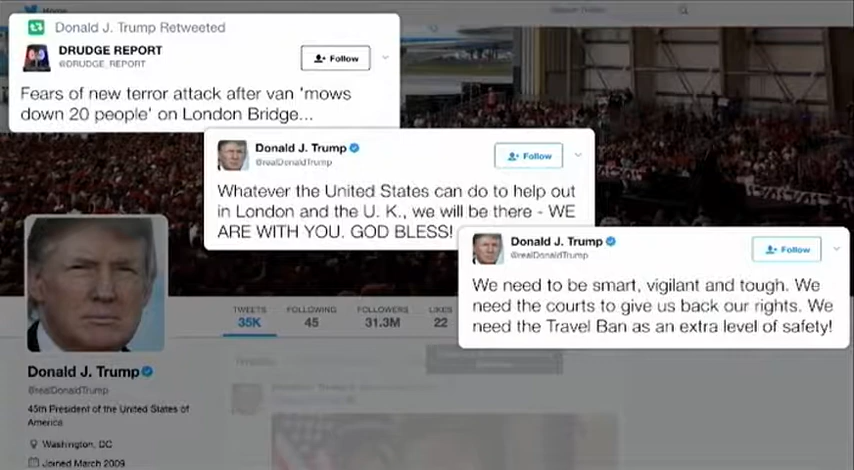 Home
Search Twitter
Donald J. Trump Retweeted
DRUDGE REPORT
@DRUDGE_REPORT
Follow
Fears of new terror attack after van 'mows
down 20 people' on London Bridge...
Donald J. Trump
@realDonaldTrump
Follow
Whatever the United States can do to help out
in London and the U. K., we will be there - WE
ARE WITH YOU. GOD BLESS!
Donald J. Trump
@realDonaldTrump
Follow
We need to be smart, vigilant and tough. We
need the courts to give us back our rights. We
need the Travel Ban as an extra level of safety!
TWEETS FOLLOWING FOLLOWERS LIKES
35K 45 31.3M 22
Donald J. Trump
@realDonaldTrump
45th President of the United States of
America
Washington, DC
Joined March 2009